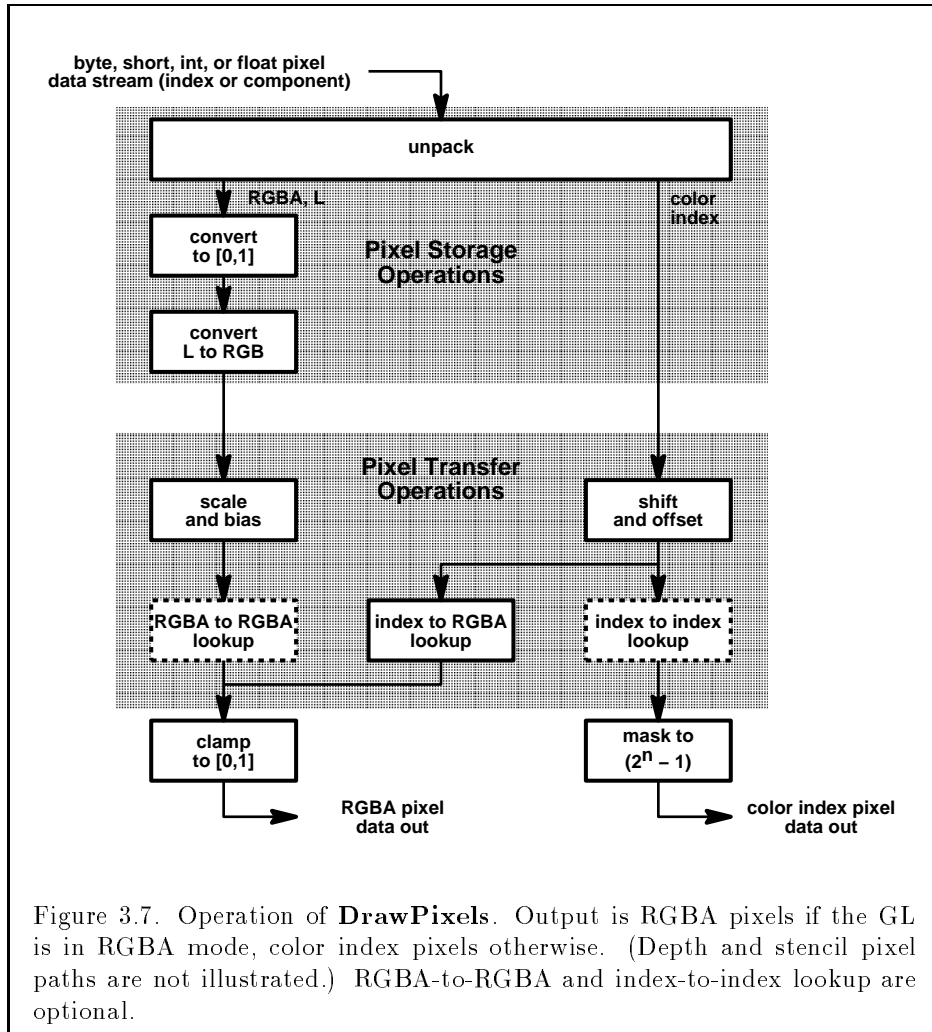 byte, short, int, or float pixel
data stream (index or component)
unpack
RGBA, L
color
index
convert
to [0,1]
Pixel Storage
Operations
convert
L to RGB
Pixel Transfer
Operations
scale
and bias
shift
and offset
RGBA to RGBA
lookup
index to RGBA
lookup
index to index
lookup
clamp
to [0,1]
mask to
(2ⁿ − 1)
RGBA pixel
data out
color index pixel
data out
Figure 3.7. Operation of DrawPixels. Output is RGBA pixels if the GL
is in RGBA mode, color index pixels otherwise. (Depth and stencil pixel
paths are not illustrated.) RGBA-to-RGBA and index-to-index lookup are
optional.